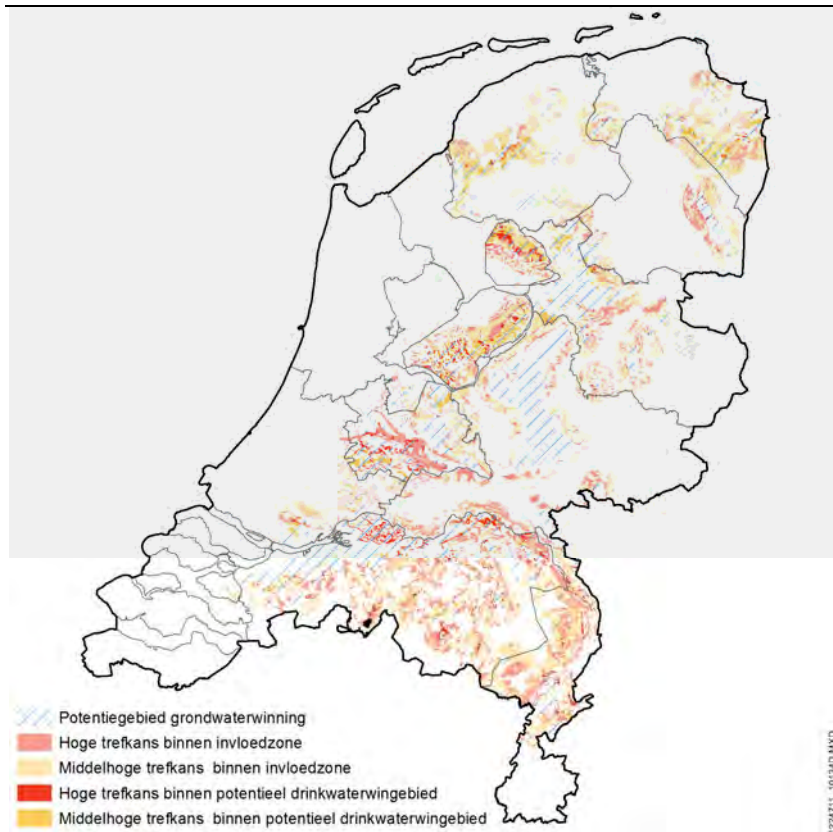 Potentiegebied grondwaterwinning
Hoge trefkans binnen invloedzone
Middelhoge trefkans binnen invloedzone
Hoge trefkans binnen potentieel drinkwaterwingebied
Middelhoge trefkans binnen potentieel drinkwaterwingebied